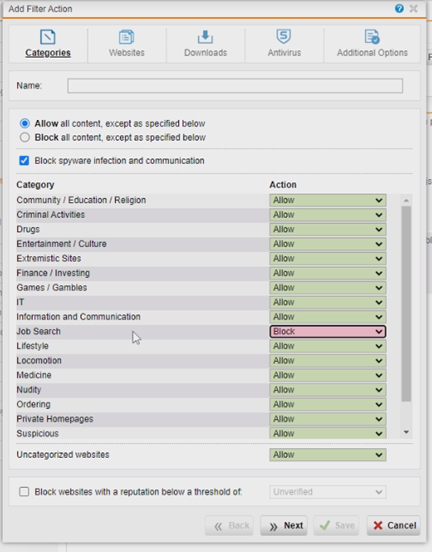 Add Filter Action
Categories Websites Downloads Antivirus Additional Options
Name:
Allow all content, except as specified below
Block all content, except as specified below
Block spyware infection and communication
Category Action
Community / Education / Religion Allow
Criminal Activities Allow
Drugs Allow
Entertainment / Culture Allow
Extremistic Sites Allow
Finance / Investing Allow
Games / Gambles Allow
IT Allow
Information and Communication Allow
Job Search Block
Lifestyle Allow
Locomotion Allow
Medicine Allow
Nudity Allow
Ordering Allow
Private Homepages Allow
Suspicious Allow
Uncategorized websites Allow
Block websites with a reputation below a threshold of: Unverified
Back Next Save Cancel